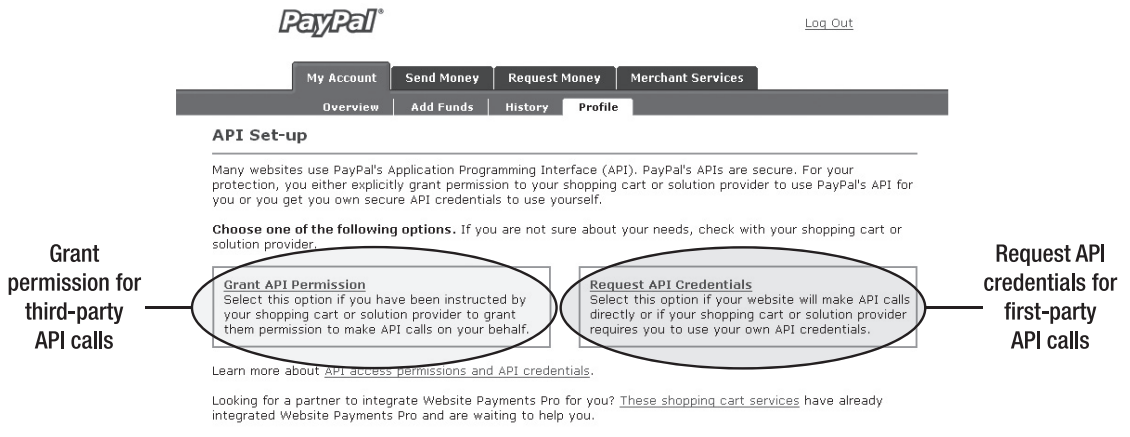 PayPal®
Log Out
My Account Send Money Request Money Merchant Services
Overview Add Funds History Profile
API Set-up
Many websites use PayPal's Application Programming Interface (API). PayPal's APIs are secure. For your
protection, you either explicitly grant permission to your shopping cart or solution provider to use PayPal's API for
you or you get you own secure API credentials to use yourself.
Choose one of the following options. If you are not sure about your needs, check with your shopping cart or
solution provider.
Grant
permission for
third-party
API calls
Grant API Permission
Select this option if you have been instructed by
your shopping cart or solution provider to grant
them permission to make API calls on your behalf.
Request API Credentials
Select this option if your website will make API calls
directly or if your shopping cart or solution provider
requires you to use your own API credentials.
Request API
credentials for
first-party
API calls
Learn more about API access permissions and API credentials.
Looking for a partner to integrate Website Payments Pro for you? These shopping cart services have already
integrated Website Payments Pro and are waiting to help you.